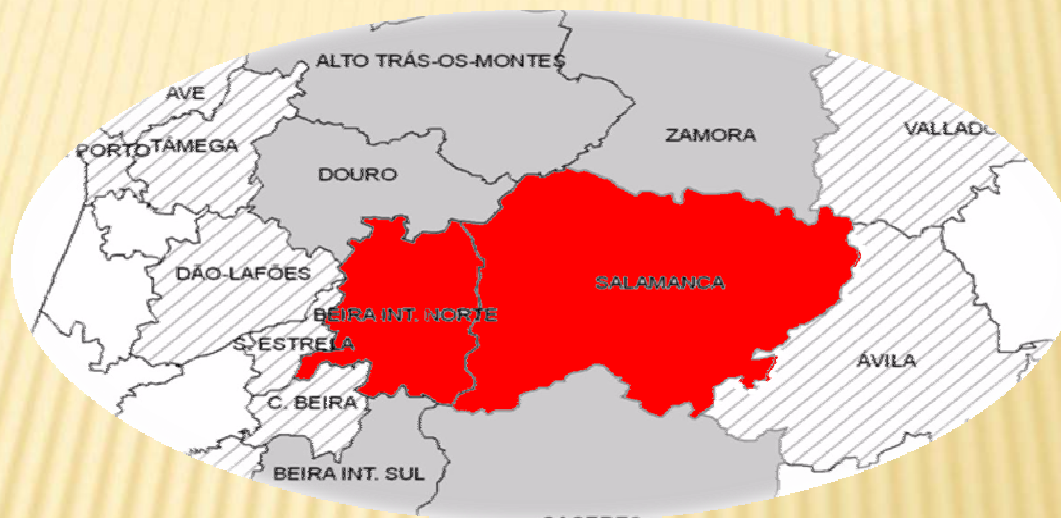 ALTO TRÁS-OS-MONTES
AVE
ZAMORA
VALLADO
PORTO
TÂMEGA
DOURO
DÃO-LAFÕES
SALAMANCA
BEIRA INT. NORTE
S. ESTRELA
ÁVILA
C. BEIRA
BEIRA INT. SUL